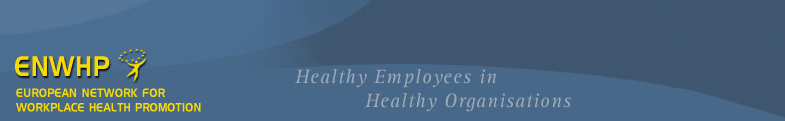 ENWHP
EUROPEAN NETWORK FOR
WORKPLACE HEALTH PROMOTION
Healthy Employees in
Healthy Organisations